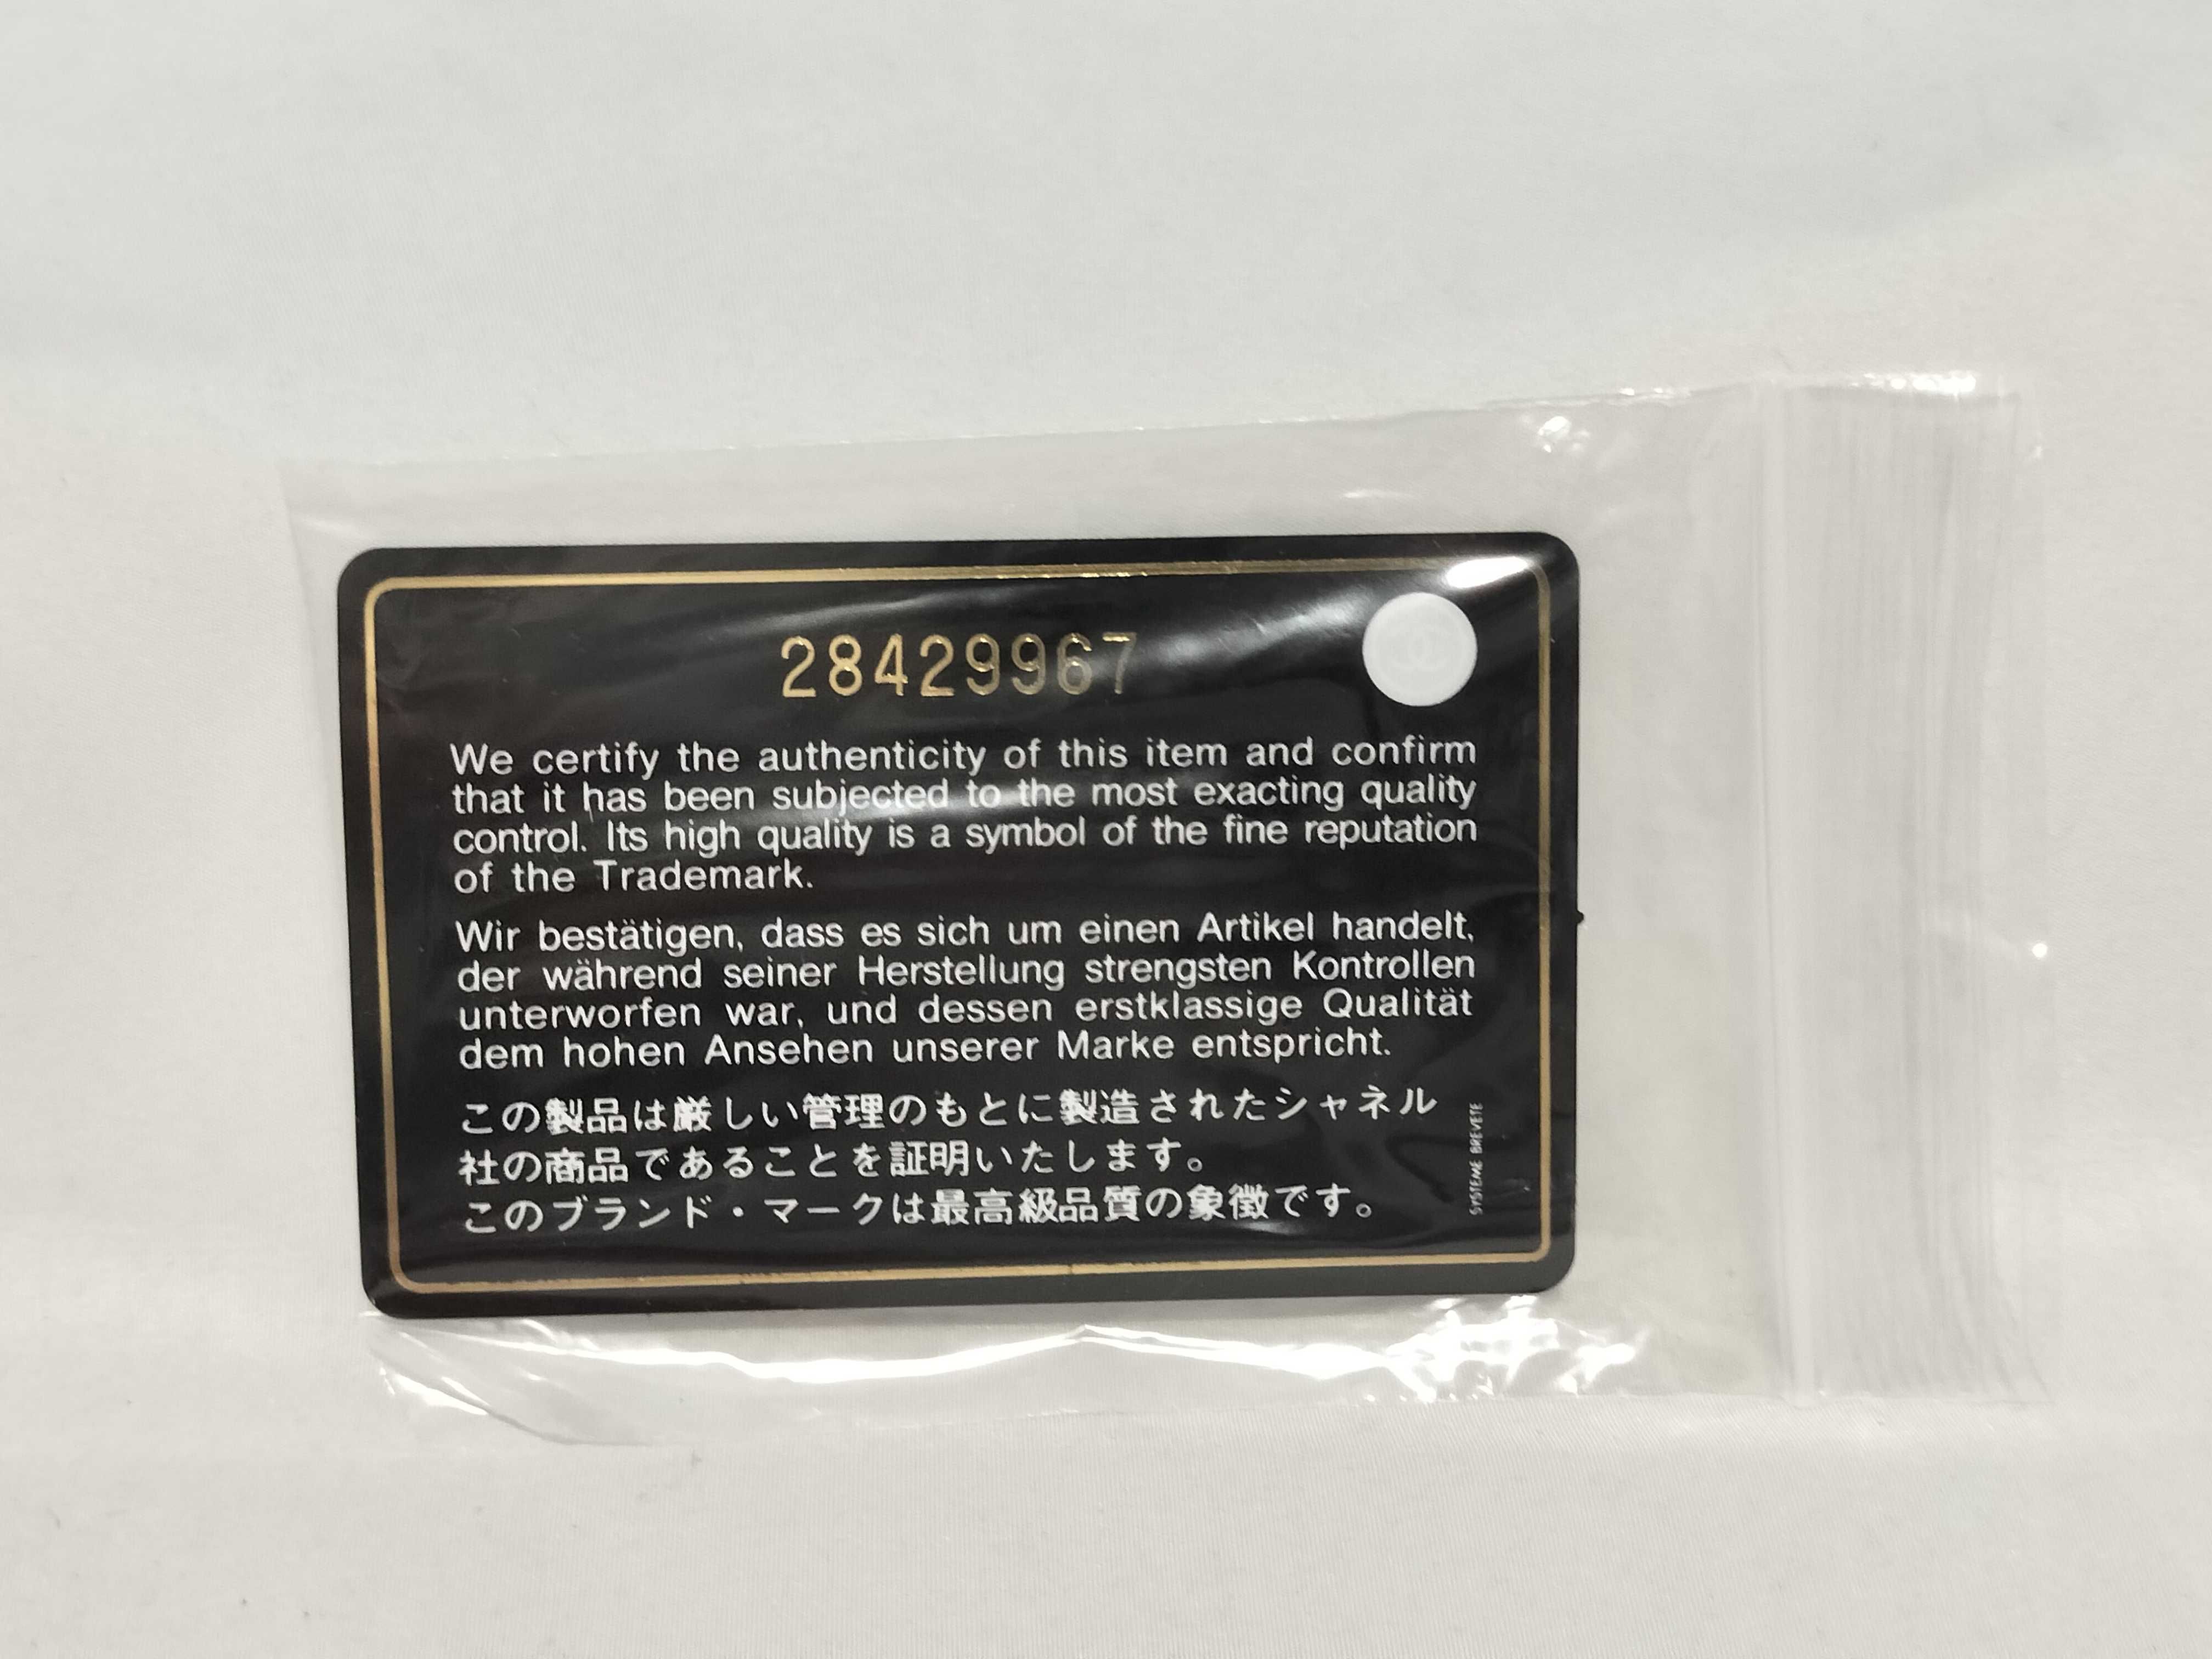 28429967
We certify the authenticity of this item and confirm
that it has been subjected to the most exacting quality
control. Its high quality is a symbol of the fine reputation
of the Trademark.
Wir bestätigen, dass es sich um einen Artikel handelt,
der während seiner Herstellung strengsten Kontrollen
unterworfen war, und dessen erstklassige Qualität
dem hohen Ansehen unserer Marke entspricht.
この製品は厳しい管理のもとに製造されたシャネル
社の商品であることを証明いたします。
このブランド・マークは最高級品質の象徴です。
SYSTEME BREVETE